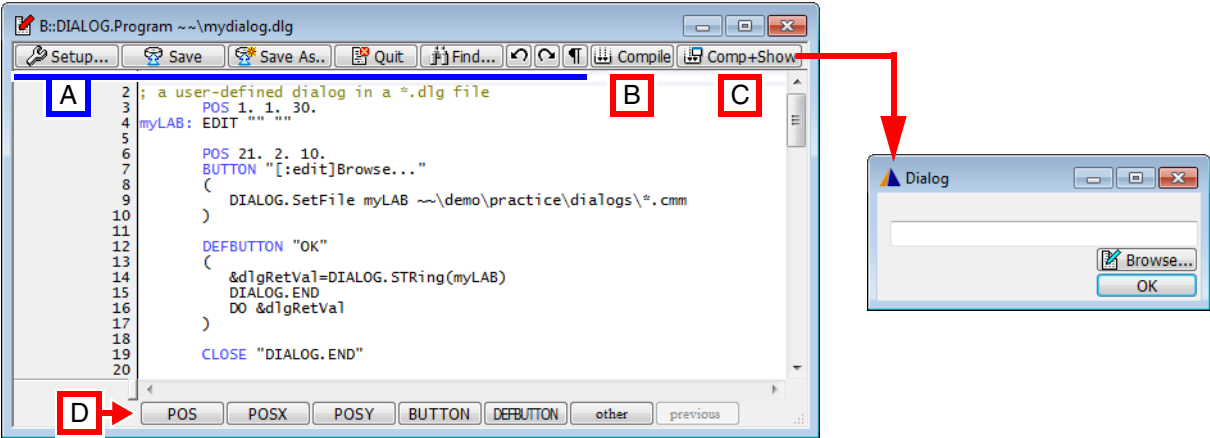 B::DIALOG.Program ~~\mydialog.dlg
Setup... Save Save As.. Quit Find... ¶ Compile Comp+Show
A B C
2 ; a user-defined dialog in a *.dlg file
3 POS 1. 1. 30.
4 myLAB: EDIT "" ""
5
6 POS 21. 2. 10.
7 BUTTON "[:edit]Browse..."
8 (
9 DIALOG.SetFile myLAB ~~\demo\practice\dialogs\*.cmm
10 )
11
12 DEFBUTTON "OK"
13 (
14 &dlgRetVal=DIALOG.STRing(myLAB)
15 DIALOG.END
16 DO &dlgRetVal
17 )
18
19 CLOSE "DIALOG.END"
20
D POS POSX POSY BUTTON DEFBUTTON other previous
Dialog
Browse...
OK